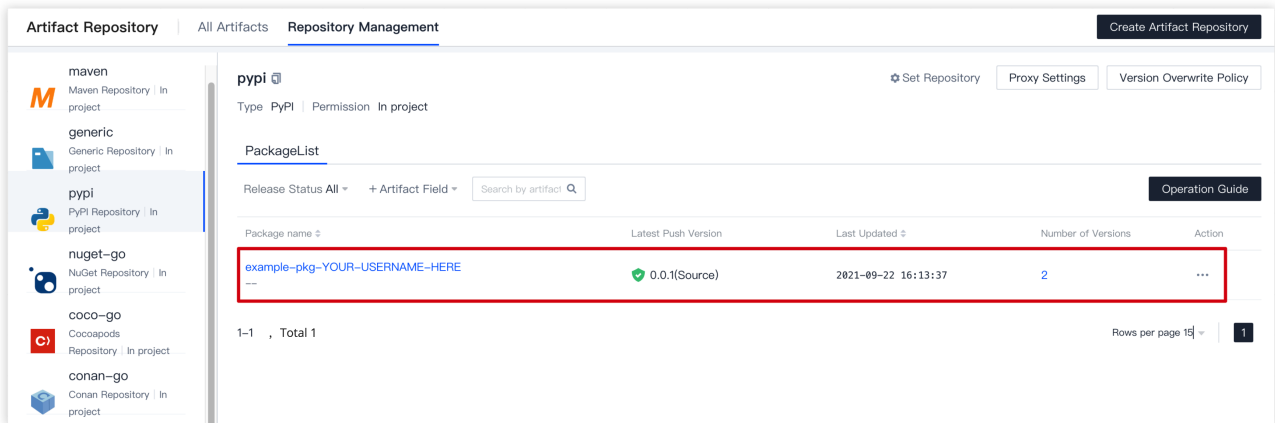 Artifact Repository All Artifacts Repository Management Create Artifact Repository
maven
Maven Repository In
project
generic
Generic Repository In
project
pypi
PyPI Repository In
project
nuget-go
NuGet Repository In
project
coco-go
Cocoapods
Repository In project
conan-go
Conan Repository In
project
pypi Set Repository Proxy Settings Version Overwrite Policy
Type PyPI Permission In project
PackageList
Release Status All + Artifact Field Search by artifact Operation Guide
Package name Latest Push Version Last Updated Number of Versions Action
example-pkg-YOUR-USERNAME-HERE 0.0.1(Source) 2021-09-22 16:13:37 2 ...
--
1-1 , Total 1 Rows per page 15 1